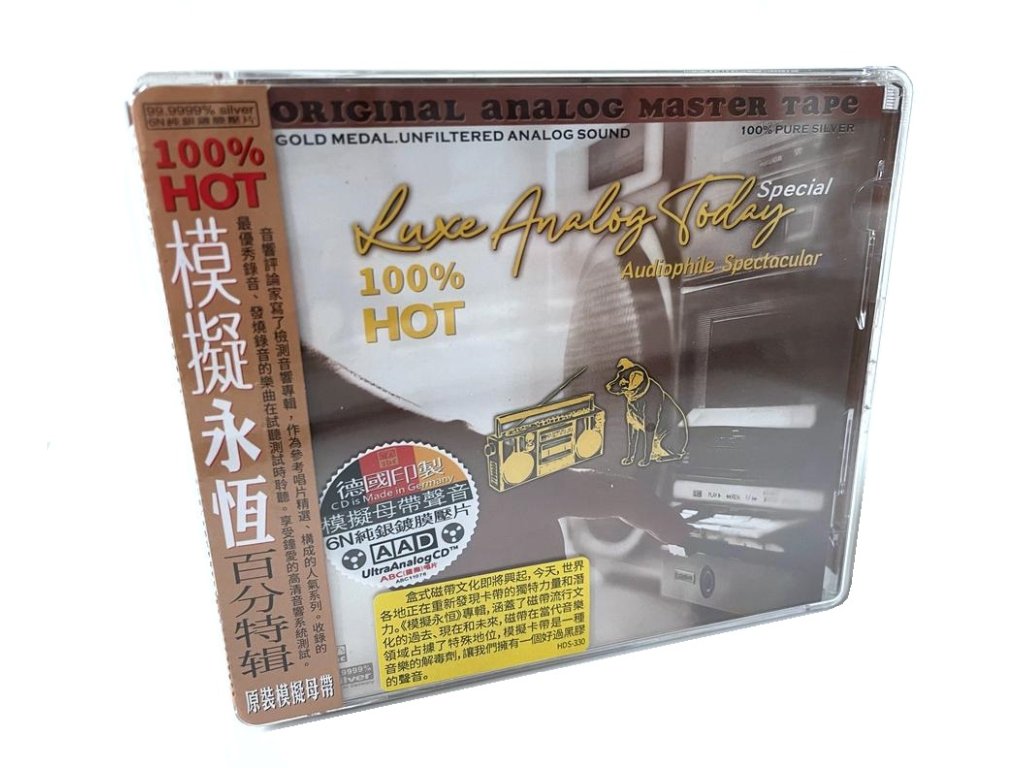 99.9999% silver
6N純銀鍍膜壓片
100%
HOT
模擬永恆
百分特辑
音響評論家寫了檢測音響專輯，作為參考唱片精選、構成的人氣系列。收錄的
最優秀錄音、發燒錄音的樂曲在試聽測試時聆聽。享受鐘愛的高清音響系統測試。
原裝模擬母帶
ORIGINAL ANALOG MASTER TAPE
GOLD MEDAL.UNFILTERED ANALOG SOUND
100% PURE SILVER
Luxe Analog Today
Special
Audiophile Spectacular
100%
HOT
德國印製
CD is Made in Germany
模擬母帶聲音
6N純銀鍍膜壓片
AAD
UltraAnalogCD™
ABC(國際)唱片
盒式磁帶文化即將興起，今天，世界
各地正在重新發現卡帶的獨特力量和潛
力。《模擬永恆》專輯，涵蓋了磁帶流行文
化的過去、現在和未來，磁帶在當代音樂
領域占據了特殊地位，模擬卡帶是一種
音樂的解毒劑，讓我們擁有一個好過黑膠
的聲音。
HDS-330
9999%
silver